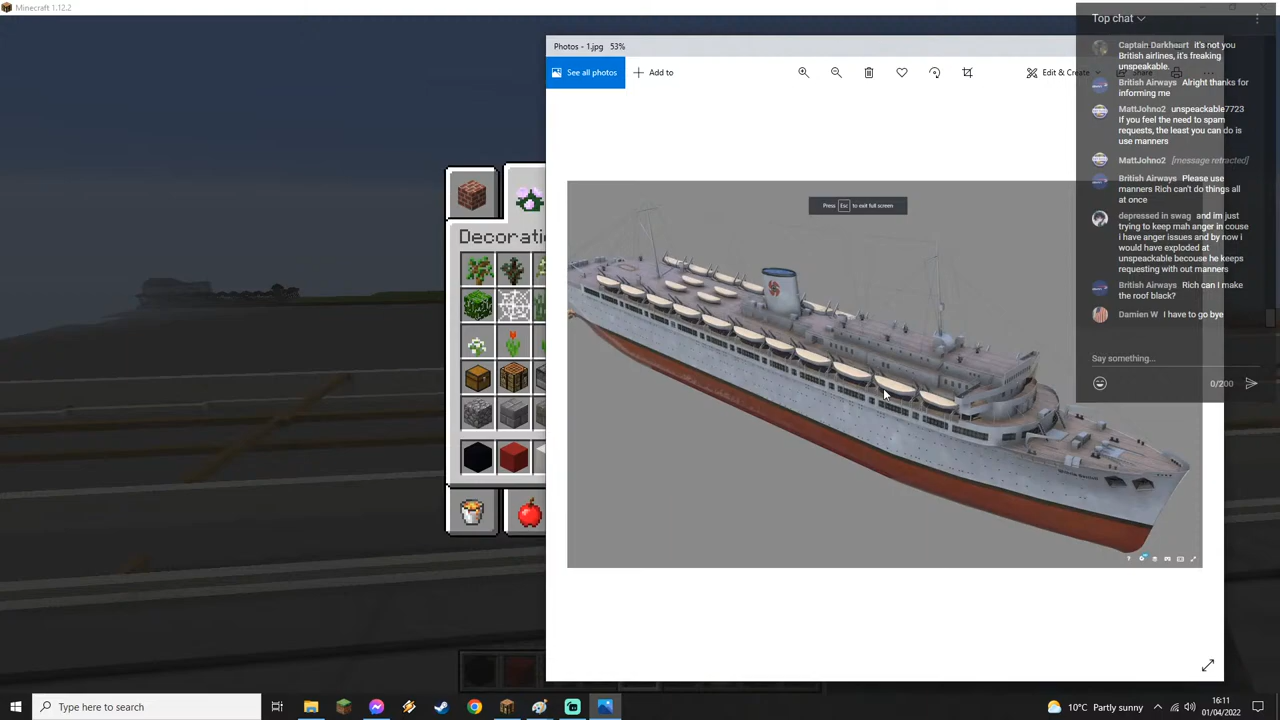 Minecraft 1.12.2
Photos - 1.jpg 53%
See all photos
Add to
Edit & Create
Share
Press Esc to exit full screen
Decoratio
Top chat
Captain Darkheart it's not you
British airlines, it's freaking
unspeakable.
British Airways Alright thanks for
informing me
MattJohno2 unspeackable7723
If you feel the need to spam
requests, the least you can do is
use manners
MattJohno2 [message retracted]
British Airways Please use
manners Rich can't do things all
at once
depressed in swag and im just
trying to keep mah anger in couse
i have anger issues and by now i
would have exploded at
unspeakable becouse he keeps
requesting with out manners
British Airways Rich can I make
the roof black?
Damien W I have to go bye
Say something...
0/200
Type here to search
10°C Partly sunny
16:11
01/04/2022